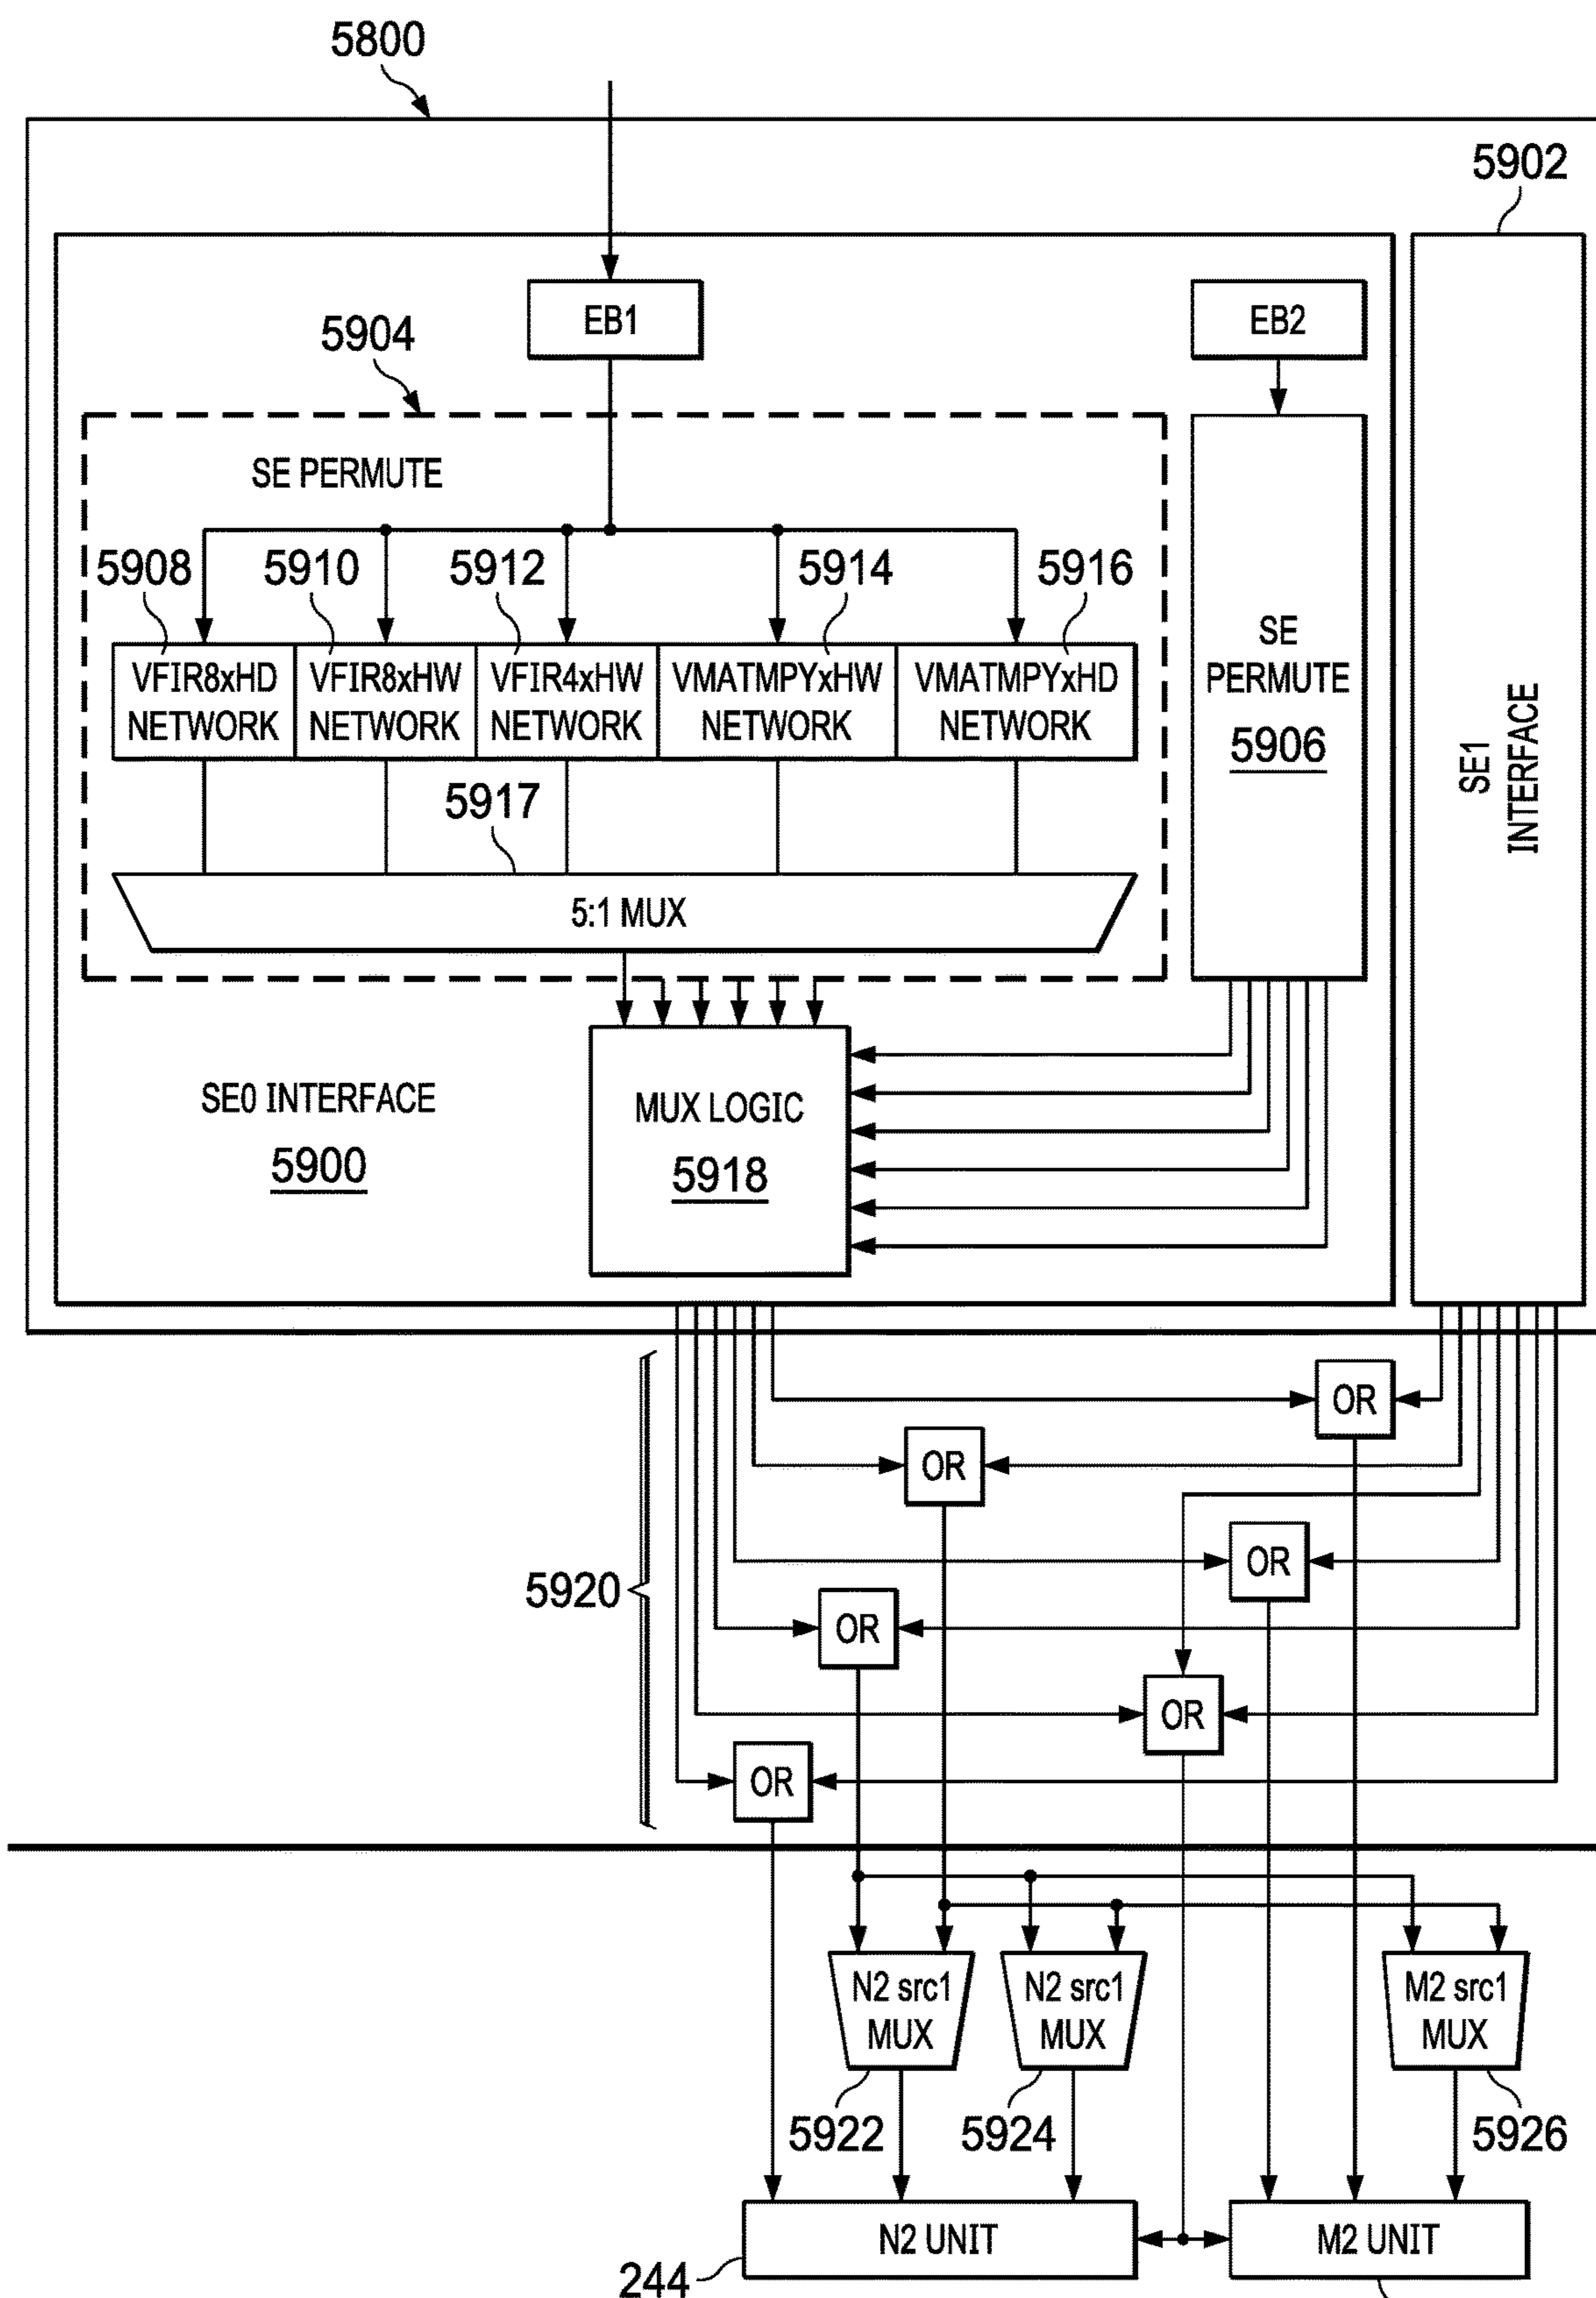 5800
5902
EB1
EB2
5904
SE PERMUTE
5908
5910
5912
5914
5916
VFIR8xHD
NETWORK
VFIR8xHW
NETWORK
VFIR4xHW
NETWORK
VMATMPYxHW
NETWORK
VMATMPYxHD
NETWORK
SE
PERMUTE
5906
SE1
INTERFACE
5917
5:1 MUX
SE0 INTERFACE
5900
MUX LOGIC
5918
OR
OR
OR
5920
OR
OR
OR
N2 src1
MUX
N2 src1
MUX
M2 src1
MUX
5922
5924
5926
N2 UNIT
M2 UNIT
244